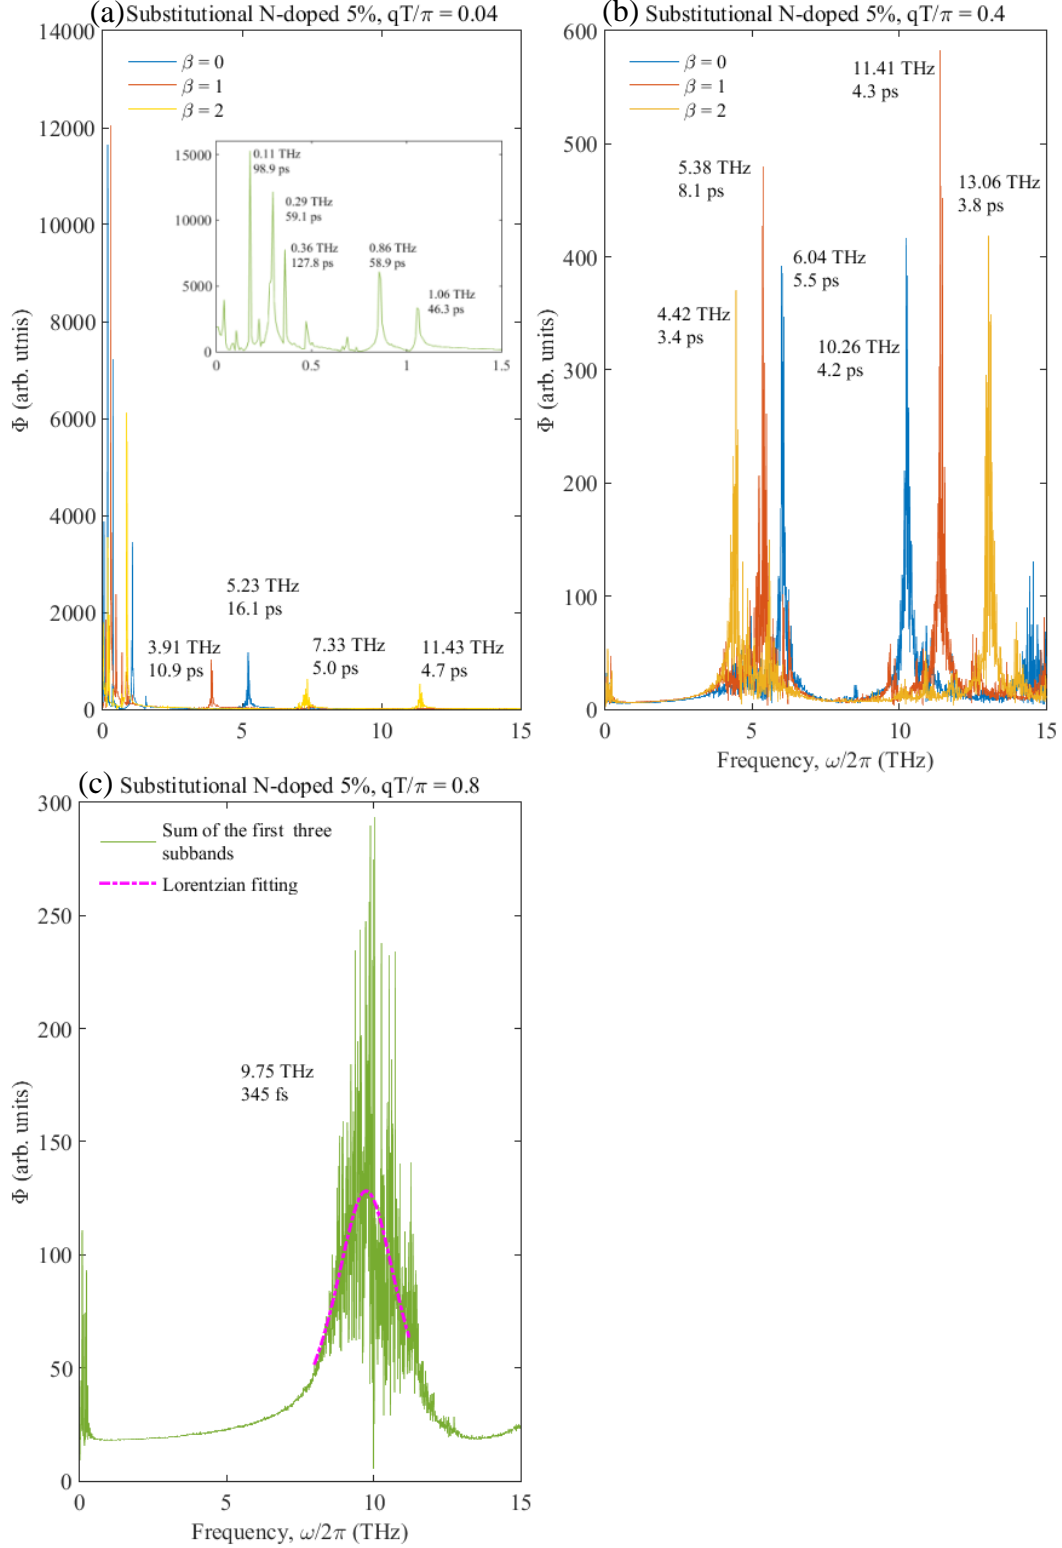 (a) Substitutional N-doped 5%, qT/π = 0.04
14000
12000
10000
8000
6000
4000
2000
0
Φ (arb. utnis)
β = 0
β = 1
β = 2
15000
10000
5000
0
0.11 THz
98.9 ps
0.29 THz
59.1 ps
0.36 THz
127.8 ps
0.86 THz
58.9 ps
1.06 THz
46.3 ps
0
0.5
1
1.5
3.91 THz
10.9 ps
5.23 THz
16.1 ps
7.33 THz
5.0 ps
11.43 THz
4.7 ps
0
5
10
15
(b) Substitutional N-doped 5%, qT/π = 0.4
600
500
400
300
200
100
0
Φ (arb. units)
β = 0
β = 1
β = 2
11.41 THz
4.3 ps
5.38 THz
8.1 ps
13.06 THz
3.8 ps
6.04 THz
5.5 ps
4.42 THz
3.4 ps
10.26 THz
4.2 ps
0
5
10
15
Frequency, ω/2π (THz)
(c) Substitutional N-doped 5%, qT/π = 0.8
300
250
200
150
100
50
0
Φ (arb. units)
Sum of the first three
subbands
Lorentzian fitting
9.75 THz
345 fs
0
5
10
15
Frequency, ω/2π (THz)